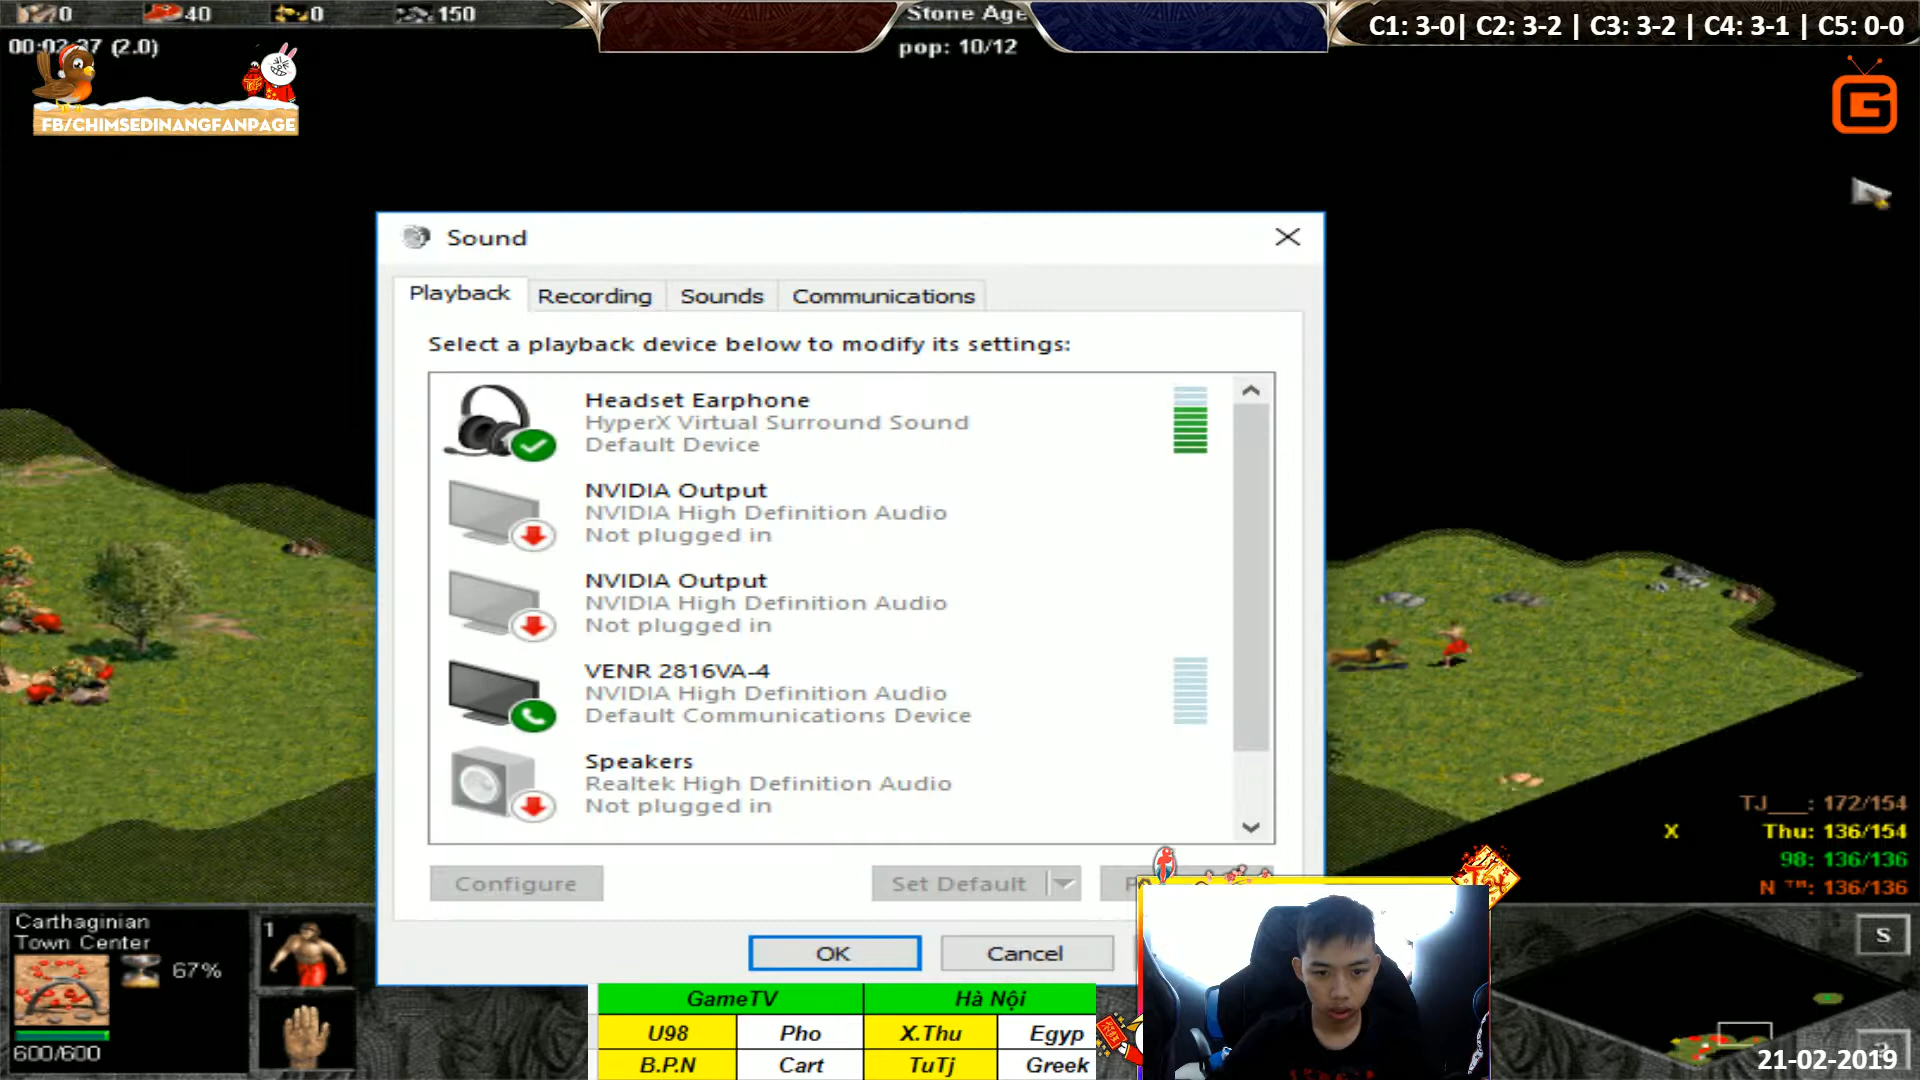 0 40 0 150
Stone Age
C1: 3-0| C2: 3-2 | C3: 3-2 | C4: 3-1 | C5: 0-0
(2.0)
pop: 10/12
FB/CHIMSEDINANGFANPAGE
Sound
Playback Recording Sounds Communications
Select a playback device below to modify its settings:
Headset Earphone
HyperX Virtual Surround Sound
Default Device
NVIDIA Output
NVIDIA High Definition Audio
Not plugged in
NVIDIA Output
NVIDIA High Definition Audio
Not plugged in
VENR 2816VA-4
NVIDIA High Definition Audio
Default Communications Device
Speakers
Realtek High Definition Audio
Not plugged in
Configure Set Default
OK Cancel
TJ___: 172/154
X Thu: 136/154
98: 136/136
N ™: 136/136
Carthaginian
Town Center
67%
600/600
1
S
GameTV Hà Nội
U98 Pho X.Thu Egyp
B.P.N Cart TuTj Greek
21-02-2019